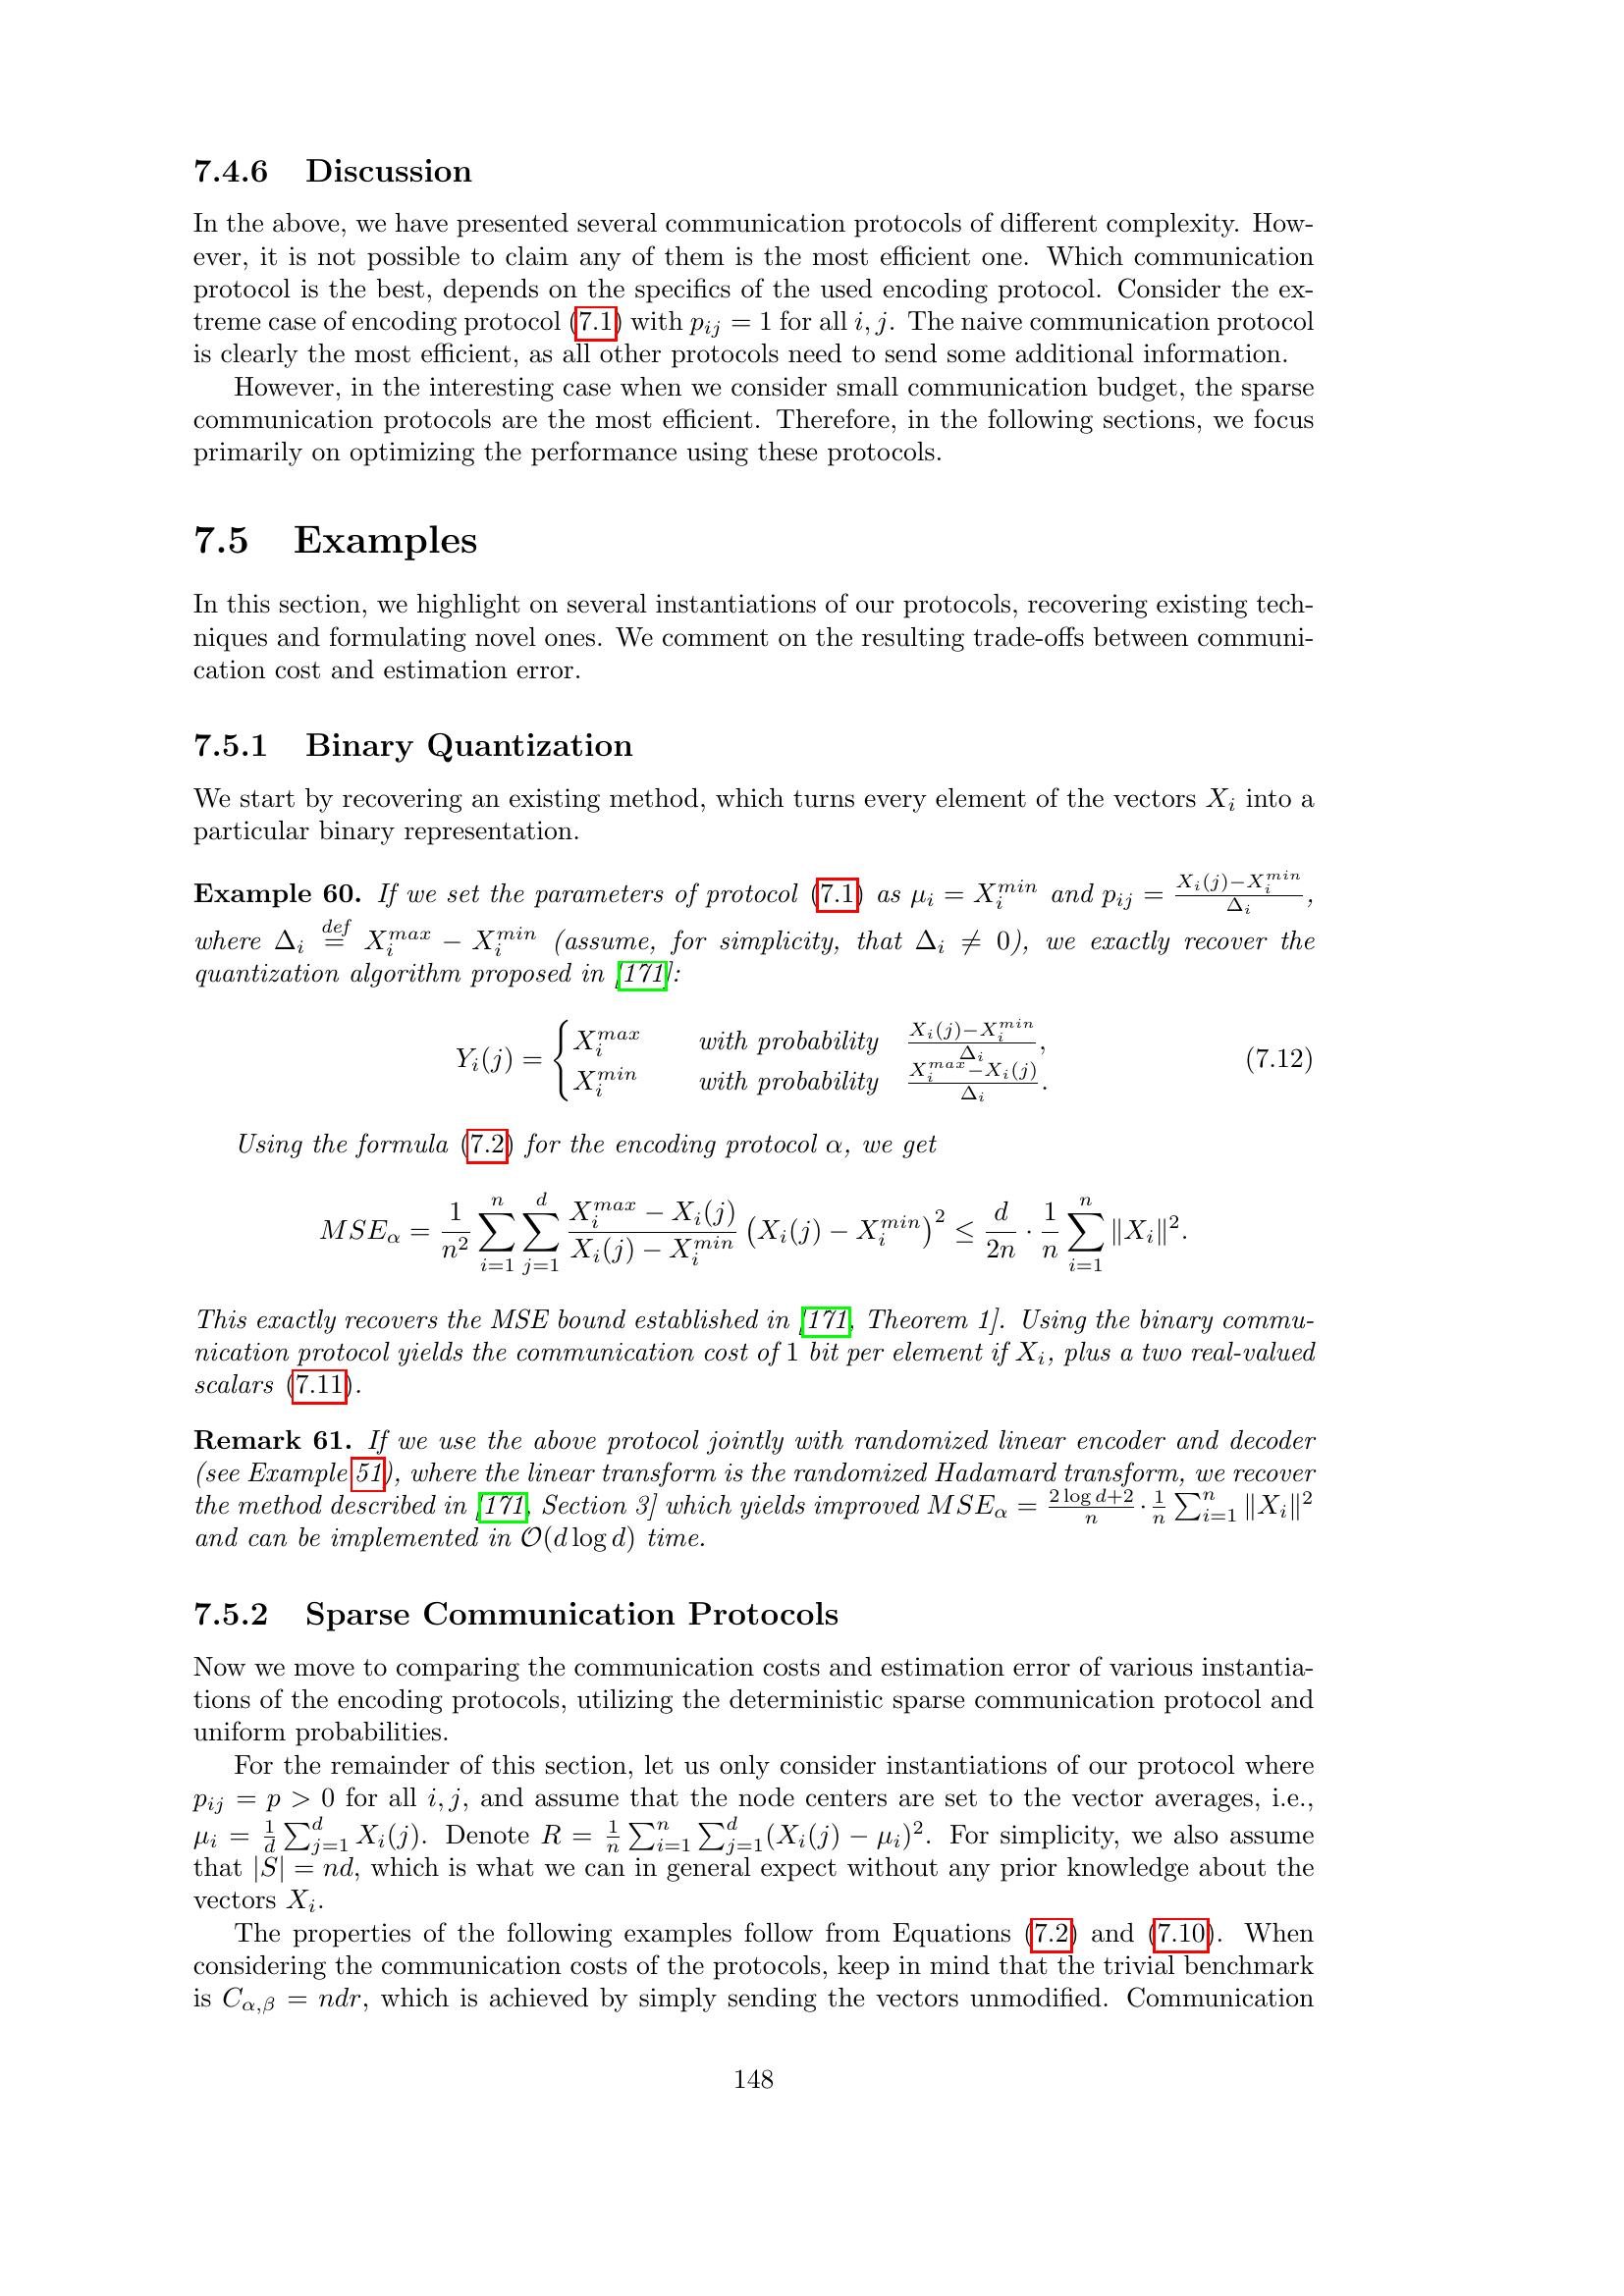 7.4.6 Discussion
In the above, we have presented several communication protocols of different complexity. How-
ever, it is not possible to claim any of them is the most efficient one. Which communication
protocol is the best, depends on the specifics of the used encoding protocol. Consider the ex-
treme case of encoding protocol (7.1) with $p_{ij} = 1$ for all $i, j$. The naive communication protocol
is clearly the most efficient, as all other protocols need to send some additional information.
However, in the interesting case when we consider small communication budget, the sparse
communication protocols are the most efficient. Therefore, in the following sections, we focus
primarily on optimizing the performance using these protocols.
7.5 Examples
In this section, we highlight on several instantiations of our protocols, recovering existing tech-
niques and formulating novel ones. We comment on the resulting trade-offs between communi-
cation cost and estimation error.
7.5.1 Binary Quantization
We start by recovering an existing method, which turns every element of the vectors $X_i$ into a
particular binary representation.
Example 60. If we set the parameters of protocol (7.1) as $\mu_i = X_i^{min}$ and $p_{ij} = \frac{X_i(j)-X_i^{min}}{\Delta_i}$,
where $\Delta_i \overset{def}{=} X_i^{max} - X_i^{min}$ (assume, for simplicity, that $\Delta_i \neq 0$), we exactly recover the
quantization algorithm proposed in [171]:
$Y_i(j) = \begin{cases} X_i^{max} & \text{with probability } \frac{X_i(j)-X_i^{min}}{\Delta_i}, \\ X_i^{min} & \text{with probability } \frac{X_i^{max}-X_i(j)}{\Delta_i}. \end{cases}$ (7.12)
Using the formula (7.2) for the encoding protocol $\alpha$, we get
$MSE_\alpha = \frac{1}{n^2} \sum_{i=1}^n \sum_{j=1}^d \frac{X_i^{max} - X_i(j)}{X_i(j) - X_i^{min}} \left(X_i(j) - X_i^{min}\right)^2 \leq \frac{d}{2n} \cdot \frac{1}{n} \sum_{i=1}^n \|X_i\|^2.$
This exactly recovers the MSE bound established in [171, Theorem 1]. Using the binary commu-
nication protocol yields the communication cost of 1 bit per element if $X_i$, plus a two real-valued
scalars (7.11).
Remark 61. If we use the above protocol jointly with randomized linear encoder and decoder
(see Example 51), where the linear transform is the randomized Hadamard transform, we recover
the method described in [171, Section 3] which yields improved $MSE_\alpha = \frac{2\log d+2}{n} \cdot \frac{1}{n} \sum_{i=1}^n \|X_i\|^2$
and can be implemented in $\mathcal{O}(d \log d)$ time.
7.5.2 Sparse Communication Protocols
Now we move to comparing the communication costs and estimation error of various instantia-
tions of the encoding protocols, utilizing the deterministic sparse communication protocol and
uniform probabilities.
For the remainder of this section, let us only consider instantiations of our protocol where
$p_{ij} = p > 0$ for all $i, j$, and assume that the node centers are set to the vector averages, i.e.,
$\mu_i = \frac{1}{d} \sum_{j=1}^d X_i(j)$. Denote $R = \frac{1}{n} \sum_{i=1}^n \sum_{j=1}^d (X_i(j) - \mu_i)^2$. For simplicity, we also assume
that $|S| = nd$, which is what we can in general expect without any prior knowledge about the
vectors $X_i$.
The properties of the following examples follow from Equations (7.2) and (7.10). When
considering the communication costs of the protocols, keep in mind that the trivial benchmark
is $C_{\alpha,\beta} = ndr$, which is achieved by simply sending the vectors unmodified. Communication
148